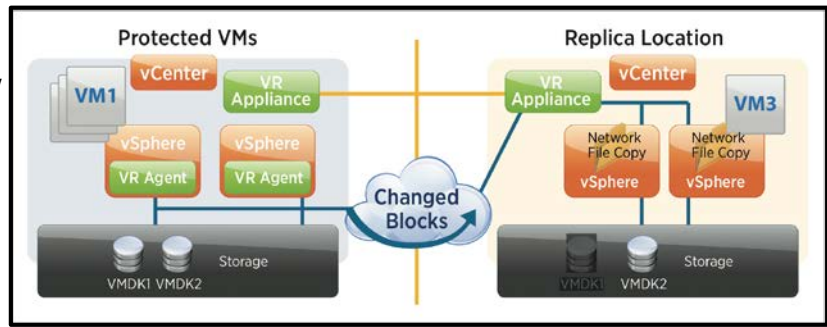 Protected VMs
vCenter
VR
Appliance
VM1
vSphere
VR Agent
vSphere
VR Agent
Storage
VMDK1
VMDK2
Changed
Blocks
Replica Location
VR
Appliance
vCenter
VM3
Network
File Copy
vSphere
Network
File Copy
vSphere
VMDK1
VMDK2
Storage